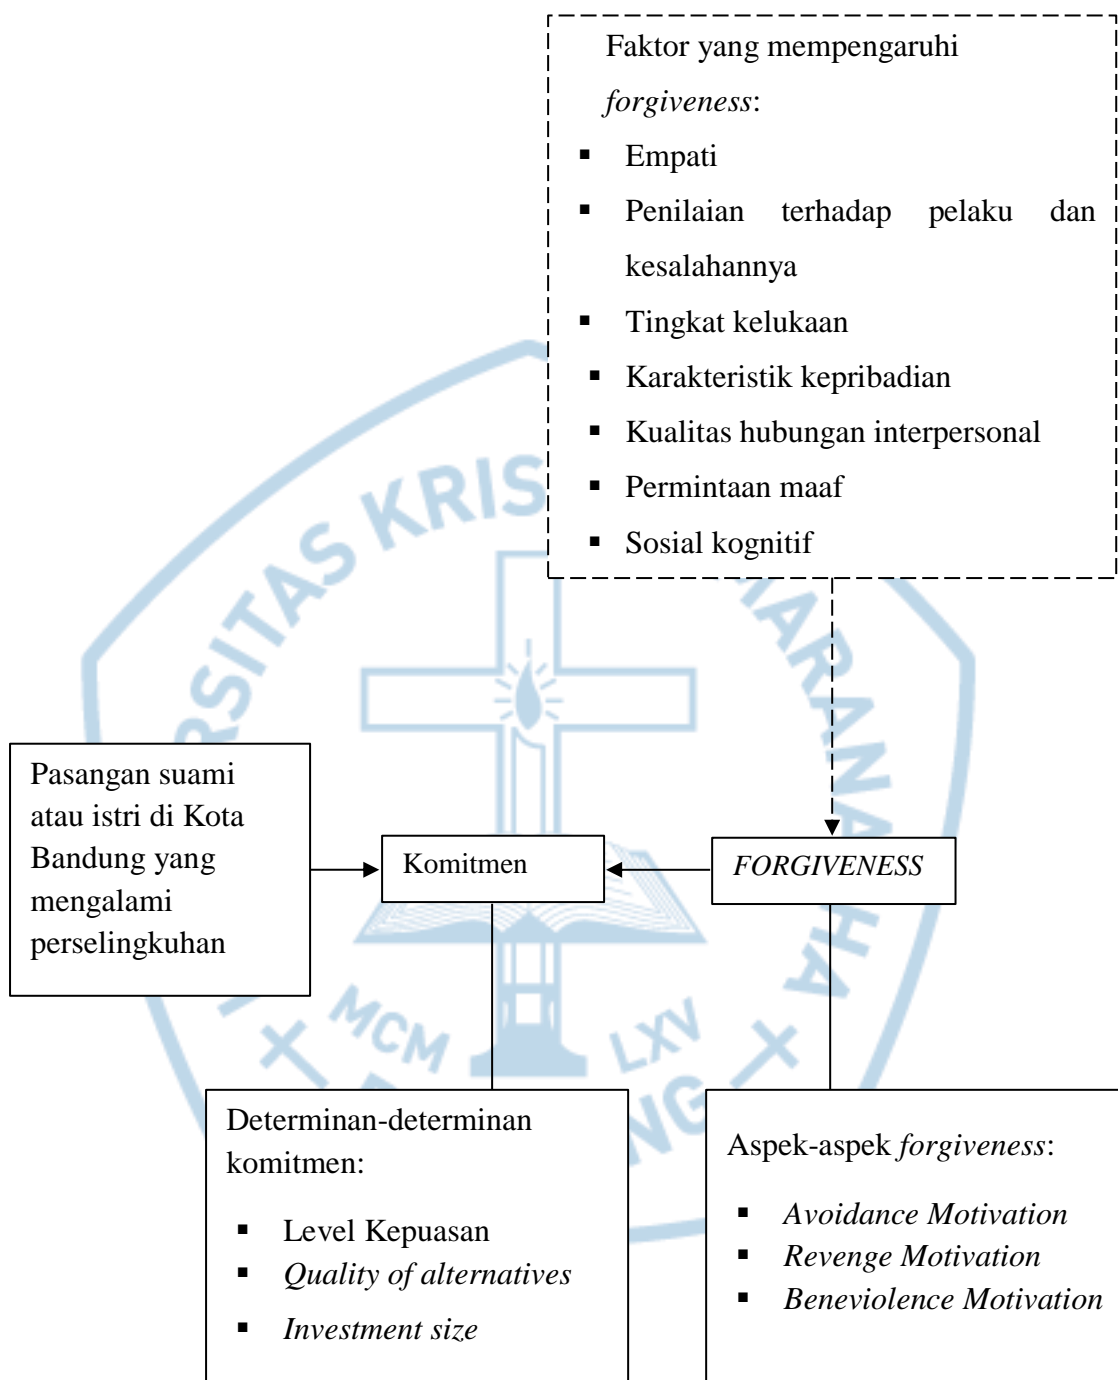 Faktor yang mempengaruhi
forgiveness:
▪ Empati
▪ Penilaian terhadap pelaku dan
kesalahannya
▪ Tingkat kelukaan
▪ Karakteristik kepribadian
▪ Kualitas hubungan interpersonal
▪ Permintaan maaf
▪ Sosial kognitif
Pasangan suami
atau istri di Kota
Bandung yang
mengalami
perselingkuhan
Komitmen
FORGIVENESS
Determinan-determinan
komitmen:
▪ Level Kepuasan
▪ Quality of alternatives
▪ Investment size
Aspek-aspek forgiveness:
▪ Avoidance Motivation
▪ Revenge Motivation
▪ Beneviolence Motivation
MCM
LXV